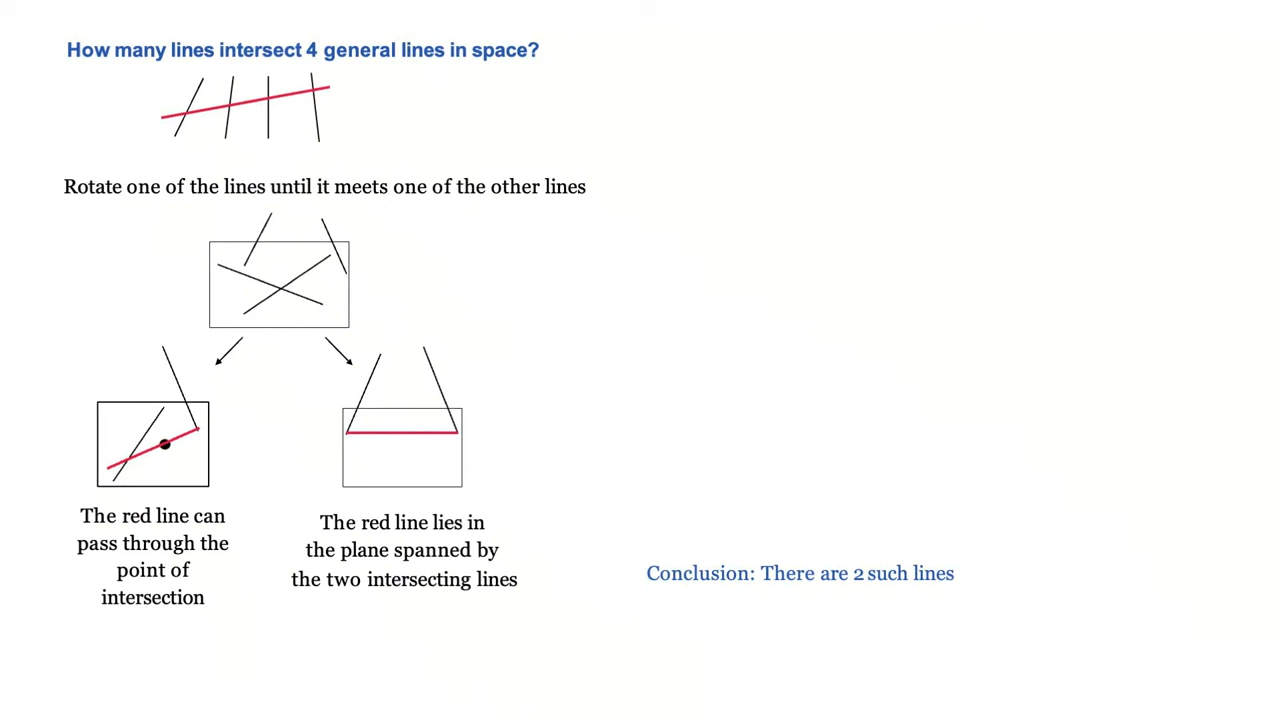 How many lines intersect 4 general lines in space?
Rotate one of the lines until it meets one of the other lines
The red line can
pass through the
point of
intersection
The red line lies in
the plane spanned by
the two intersecting lines
Conclusion: There are 2 such lines